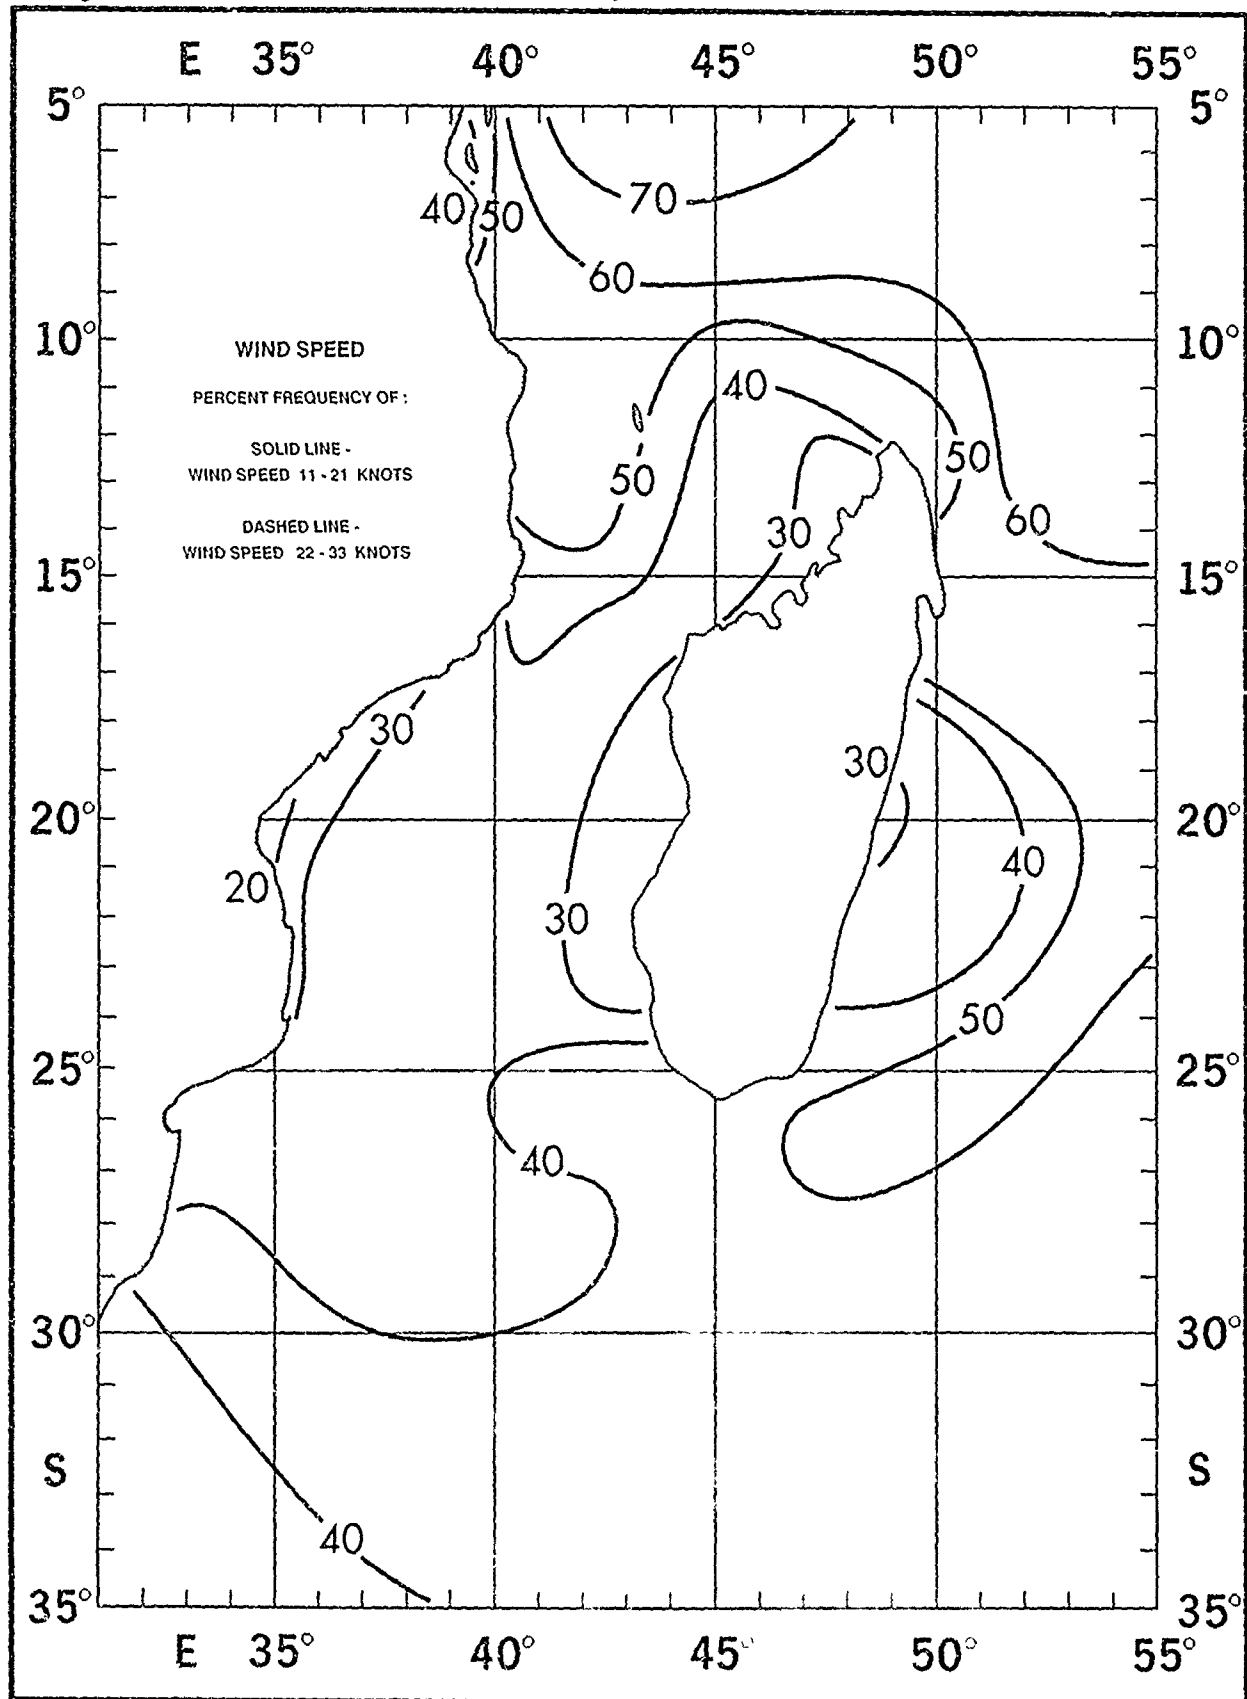 E 35° 40° 45° 50° 55°
5° 5°
70
40 50
60
10° 10°
WIND SPEED
40
PERCENT FREQUENCY OF :
SOLID LINE -
50
WIND SPEED 11 - 21 KNOTS
50
DASHED LINE -
60
30
WIND SPEED 22 - 33 KNOTS
15° 15°
30
30
20° 20°
40
20
30
50
25° 25°
40
30° 30°
S S
40
35° 35°
E 35° 40° 45° 50° 55°